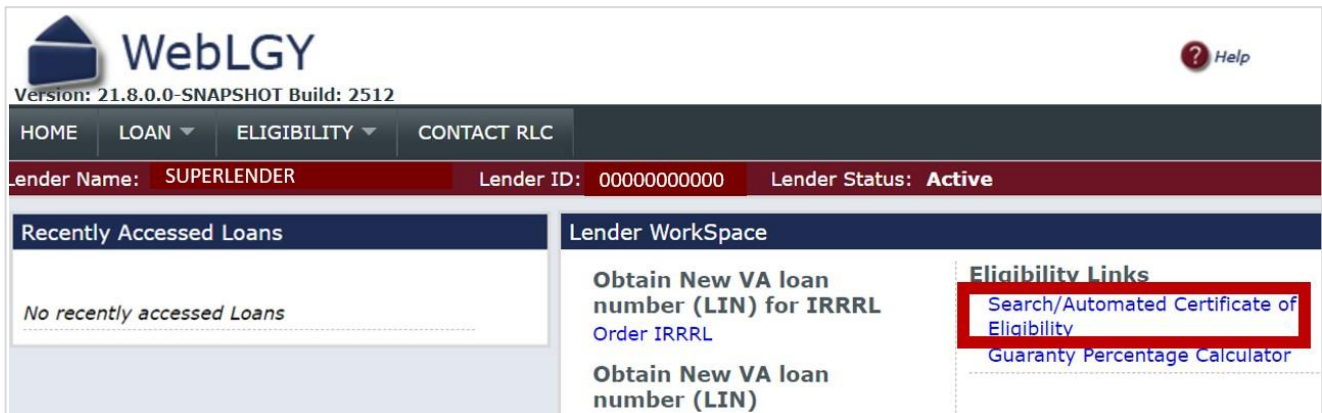 WebLGY
Help
Version: 21.8.0.0-SNAPSHOT Build: 2512
HOME LOAN ELIGIBILITY CONTACT RLC
Lender Name: SUPERLENDER Lender ID: 00000000000 Lender Status: Active
Recently Accessed Loans
No recently accessed Loans
Lender WorkSpace
Obtain New VA loan
number (LIN) for IRRRL
Order IRRRL
Obtain New VA loan
number (LIN)
Eligibility Links
Search/Automated Certificate of
Eligibility
Guaranty Percentage Calculator